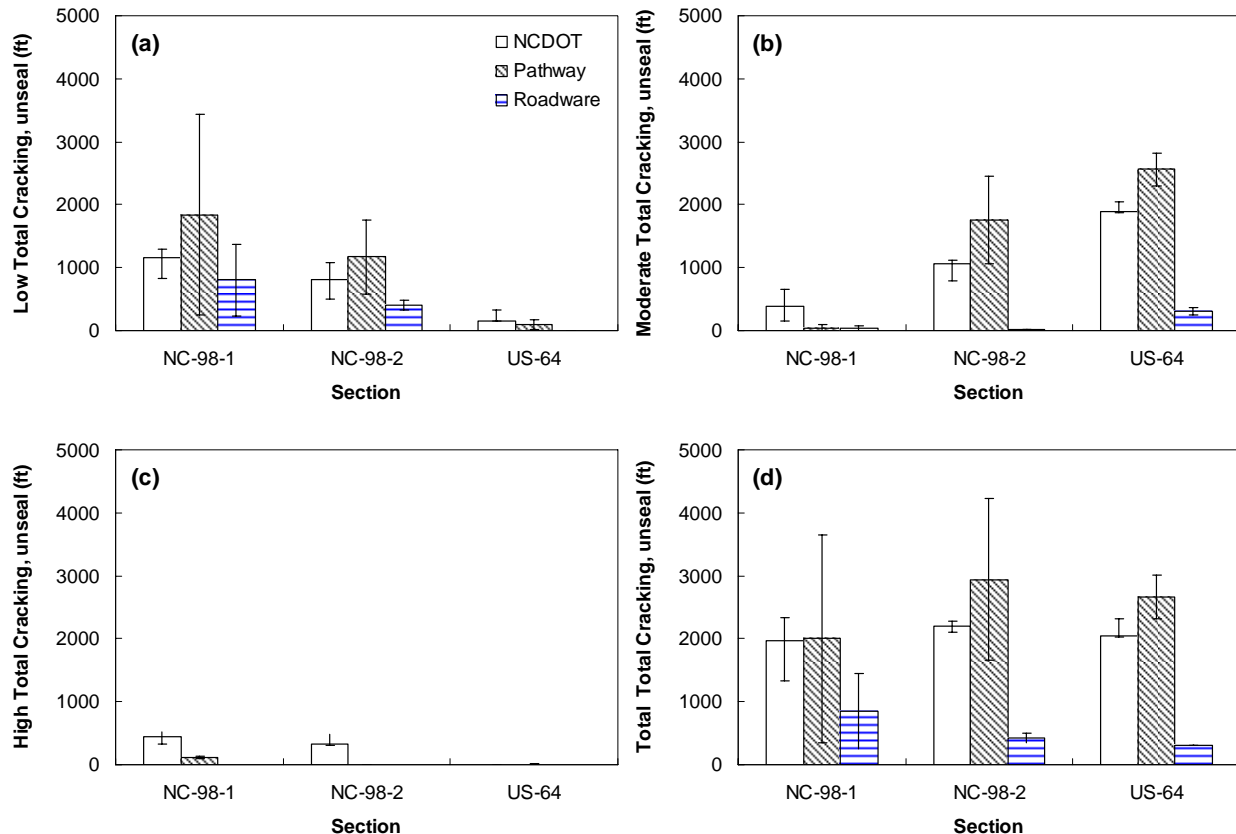 (a)
Low Total Cracking, unseal (ft)
5000
4000
3000
2000
1000
0
NCDOT
Pathway
Roadware
NC-98-1 NC-98-2 US-64
Section
(b)
Moderate Total Cracking, unseal (ft)
5000
4000
3000
2000
1000
0
NC-98-1 NC-98-2 US-64
Section
(c)
High Total Cracking, unseal (ft)
5000
4000
3000
2000
1000
0
NC-98-1 NC-98-2 US-64
Section
(d)
Total Total Cracking, unseal (ft)
5000
4000
3000
2000
1000
0
NC-98-1 NC-98-2 US-64
Section